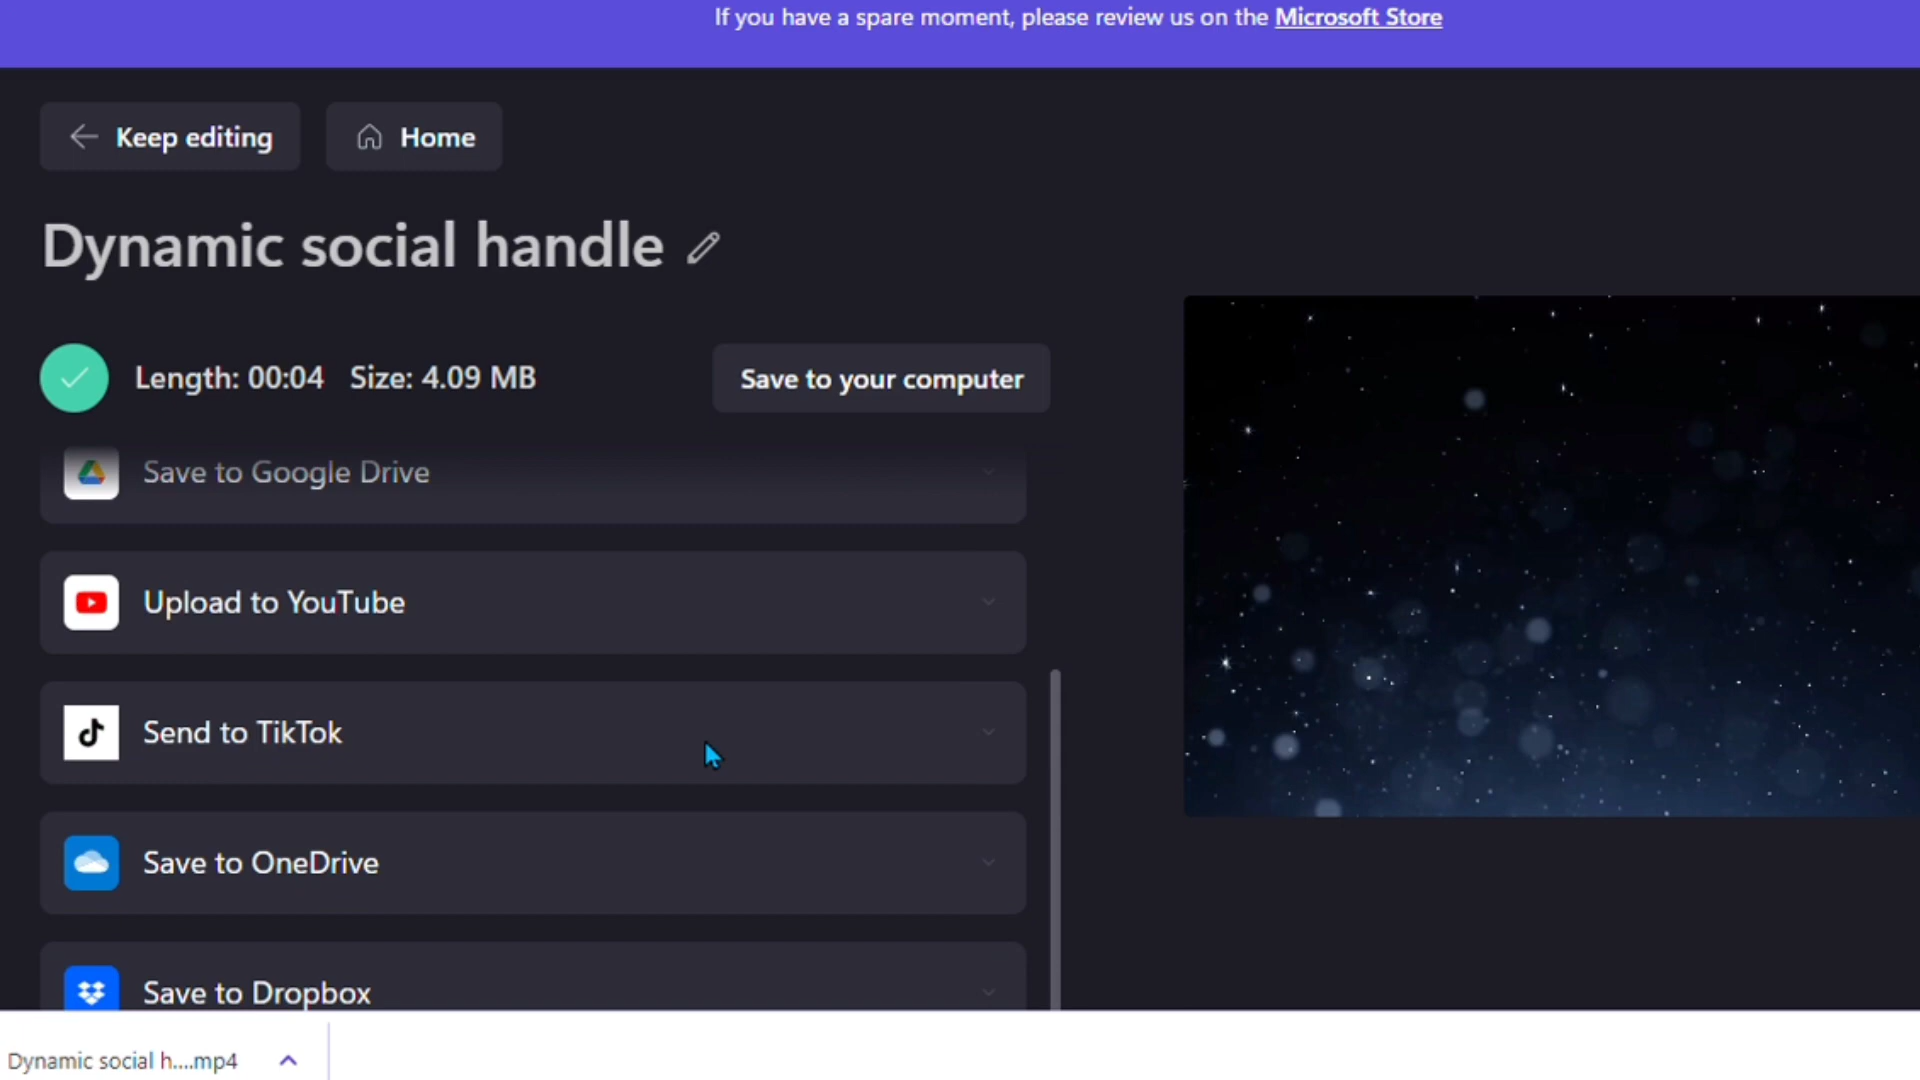 If you have a spare moment, please review us on the Microsoft Store
Keep editing
Home
Dynamic social handle
Length: 00:04 Size: 4.09 MB
Save to your computer
Save to Google Drive
Upload to YouTube
Send to TikTok
Save to OneDrive
Save to Dropbox
Dynamic social h....mp4